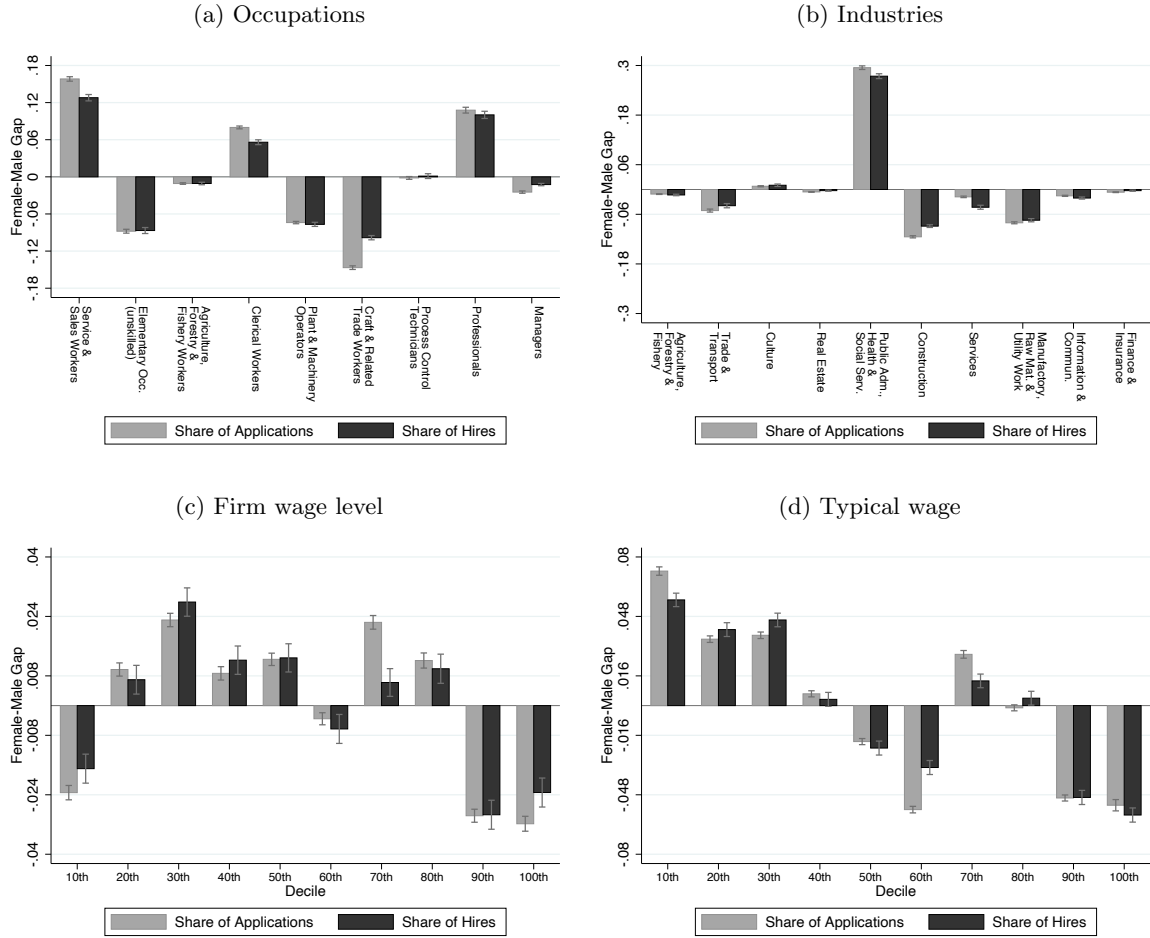 (a) Occupations
Female-Male Gap
.18
.12
.06
0
-.06
-.12
-.18
Service &
Sales Workers
Elementary Occ.
(unskilled)
Agriculture,
Forestry &
Fishery Workers
Clerical Workers
Plant & Machinery
Operators
Craft & Related
Trade Workers
Process Control
Technicans
Professionals
Managers
Share of Applications
Share of Hires
(b) Industries
Female-Male Gap
.3
.18
.06
-.06
-.18
-.3
Agriculture,
Forestry &
Fishery
Trade &
Transport
Culture
Real Estate
Public Adm.,
Health &
Social Serv.
Construction
Services
Manufactory,
Raw Mat. &
Utility Work
Information &
Commun.
Finance &
Insurance
Share of Applications
Share of Hires
(c) Firm wage level
Female-Male Gap
.04
.024
.008
-.008
-.024
-.04
10th 20th 30th 40th 50th 60th 70th 80th 90th 100th
Decile
Share of Applications
Share of Hires
(d) Typical wage
Female-Male Gap
.08
.048
.016
-.016
-.048
-.08
10th 20th 30th 40th 50th 60th 70th 80th 90th 100th
Decile
Share of Applications
Share of Hires